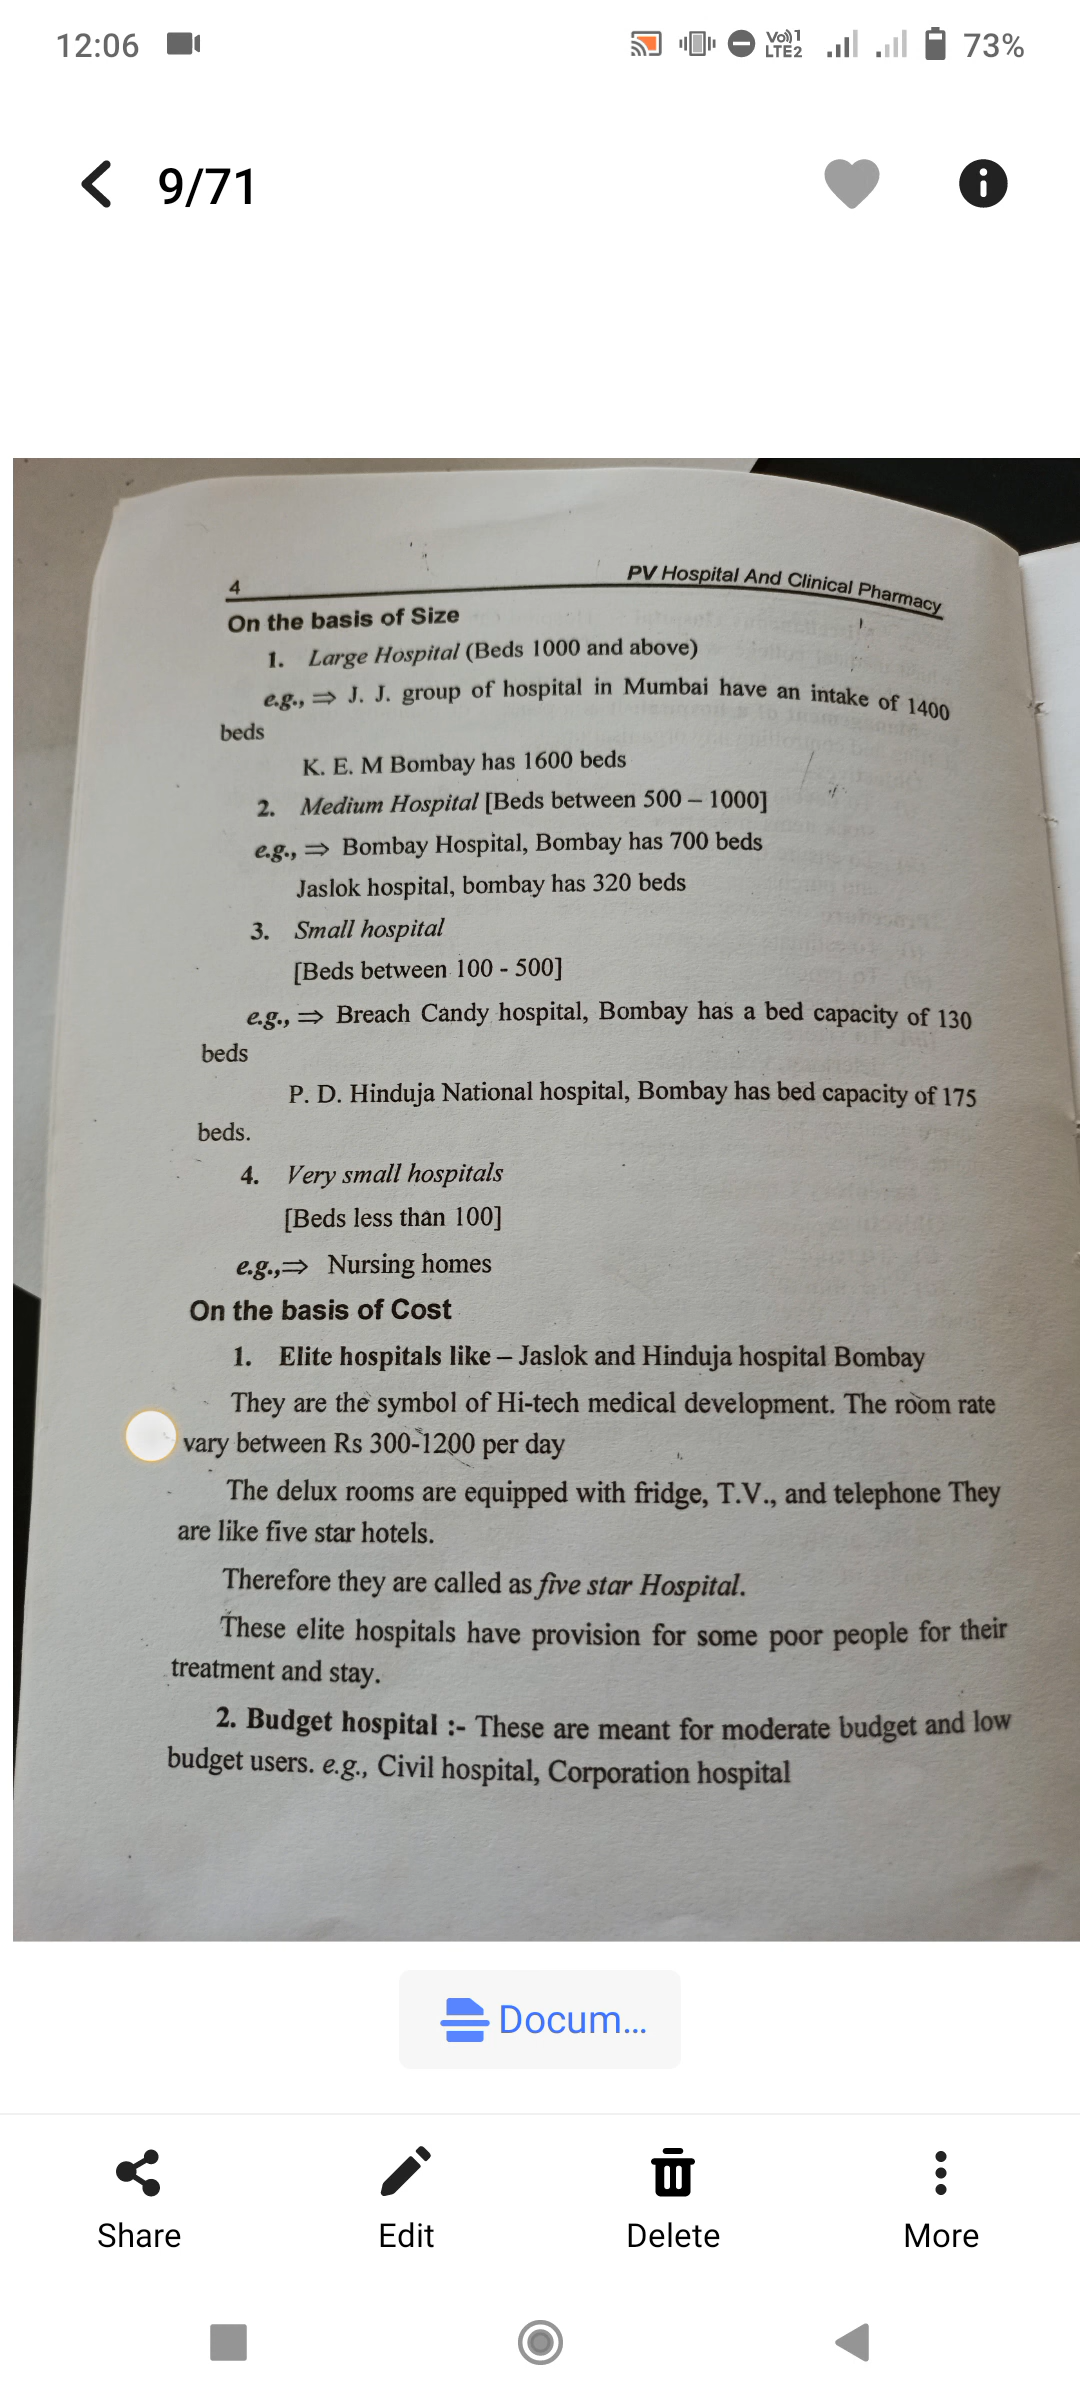 12:06
Vo)) 1
LTE2
73%
9/71
4
PV Hospital And Clinical Pharmacy
On the basis of Size
1. Large Hospital (Beds 1000 and above)
e.g., ⇒ J. J. group of hospital in Mumbai have an intake of 1400
beds
K. E. M Bombay has 1600 beds
2. Medium Hospital [Beds between 500 – 1000]
e.g., ⇒ Bombay Hospital, Bombay has 700 beds
Jaslok hospital, bombay has 320 beds
3. Small hospital
[Beds between 100 - 500]
e.g., ⇒ Breach Candy hospital, Bombay has a bed capacity of 130
beds
P. D. Hinduja National hospital, Bombay has bed capacity of 175
beds.
4. Very small hospitals
[Beds less than 100]
e.g.,⇒ Nursing homes
On the basis of Cost
1. Elite hospitals like – Jaslok and Hinduja hospital Bombay
They are the symbol of Hi-tech medical development. The room rate
vary between Rs 300-1200 per day
The delux rooms are equipped with fridge, T.V., and telephone They
are like five star hotels.
Therefore they are called as five star Hospital.
These elite hospitals have provision for some poor people for their
treatment and stay.
2. Budget hospital :- These are meant for moderate budget and low
budget users. e.g., Civil hospital, Corporation hospital
Docum...
Share
Edit
Delete
More